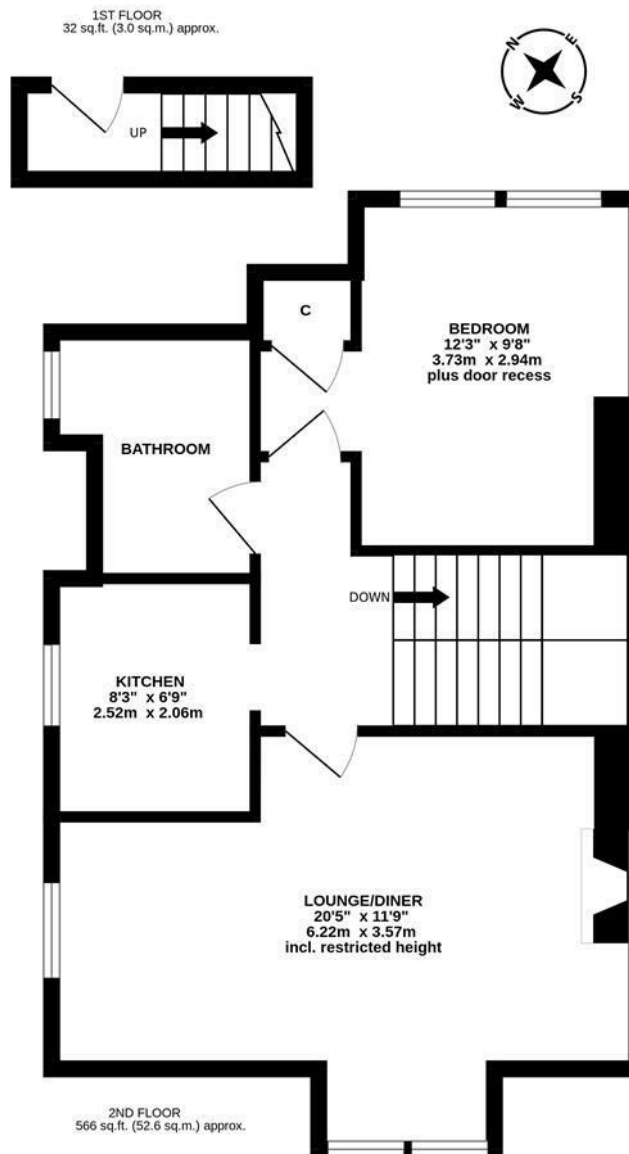 1ST FLOOR
32 sq.ft. (3.0 sq.m.) approx.
N
E
W
S
UP
C
BEDROOM
12'3" x 9'8"
3.73m x 2.94m
plus door recess
BATHROOM
DOWN
KITCHEN
8'3" x 6'9"
2.52m x 2.06m
LOUNGE/DINER
20'5" x 11'9"
6.22m x 3.57m
incl. restricted height
2ND FLOOR
566 sq.ft. (52.6 sq.m.) approx.